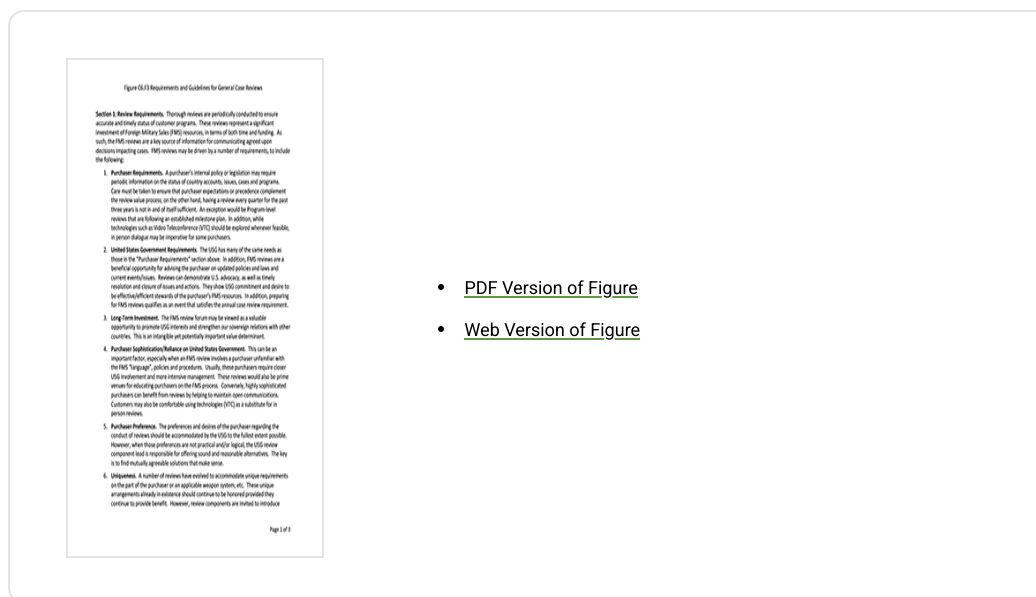 Figure C6.F3 Requirements and Guidelines for General Case Reviews
Section 1: Review Requirements. Thorough reviews are periodically conducted to ensure
accurate and timely status of customer programs. These reviews represent a significant
investment of Foreign Military Sales (FMS) resources, in terms of both time and funding. As
such, the FMS reviews are a key source of information for communicating agreed upon
decisions impacting cases. FMS reviews may be driven by a number of requirements, to include
the following:
1. Purchaser Requirements. A purchaser's internal policy or legislation may require
periodic information on the status of country accounts, issues, cases and programs.
Care must be taken to ensure that purchaser expectations or precedence complement
the review value process; on the other hand, having a review every quarter for the past
three years is not in and of itself sufficient. An exception would be Program-level
reviews that are following an established milestone plan. In addition, while
technologies such as Video Teleconference (VTC) should be explored whenever feasible,
in person dialogue may be imperative for some purchasers.
2. United States Government Requirements. The USG has many of the same needs as
those in the "Purchaser Requirements" section above. In addition, FMS reviews are a
beneficial opportunity for advising the purchaser on updated policies and laws and
current events/issues. Reviews can demonstrate U.S. advocacy, as well as timely
resolution and closure of issues and actions. They show USG commitment and desire to
be effective/efficient stewards of the purchaser's FMS resources. In addition, preparing
for FMS reviews qualifies as an event that satisfies the annual case review requirement.
3. Long-Term Investment. The FMS review forum may be viewed as a valuable
opportunity to promote USG interests and strengthen our sovereign relations with other
countries. This is an intangible yet potentially important value determinant.
4. Purchaser Sophistication/Reliance on United States Government. This can be an
important factor, especially when an FMS review involves a purchaser unfamiliar with
the FMS "language", policies and procedures. Usually, these purchasers require closer
USG involvement and more intensive management. These reviews would also be prime
venues for educating purchasers on the FMS process. Conversely, highly sophisticated
purchasers can benefit from reviews by helping to maintain open communications.
Customers may also be comfortable using technologies (VTC) as a substitute for in
person reviews.
5. Purchaser Preference. The preferences and desires of the purchaser regarding the
conduct of reviews should be accommodated by the USG to the fullest extent possible.
However, when those preferences are not practical and/or logical, the USG review
component lead is responsible for offering sound and reasonable alternatives. The key
is to find mutually agreeable solutions that make sense.
6. Uniqueness. A number of reviews have evolved to accommodate unique requirements
on the part of the purchaser or an applicable weapon system, etc. These unique
arrangements already in existence should continue to be honored provided they
continue to provide benefit. However, review components are invited to introduce
Page 1 of 3
• PDF Version of Figure
• Web Version of Figure